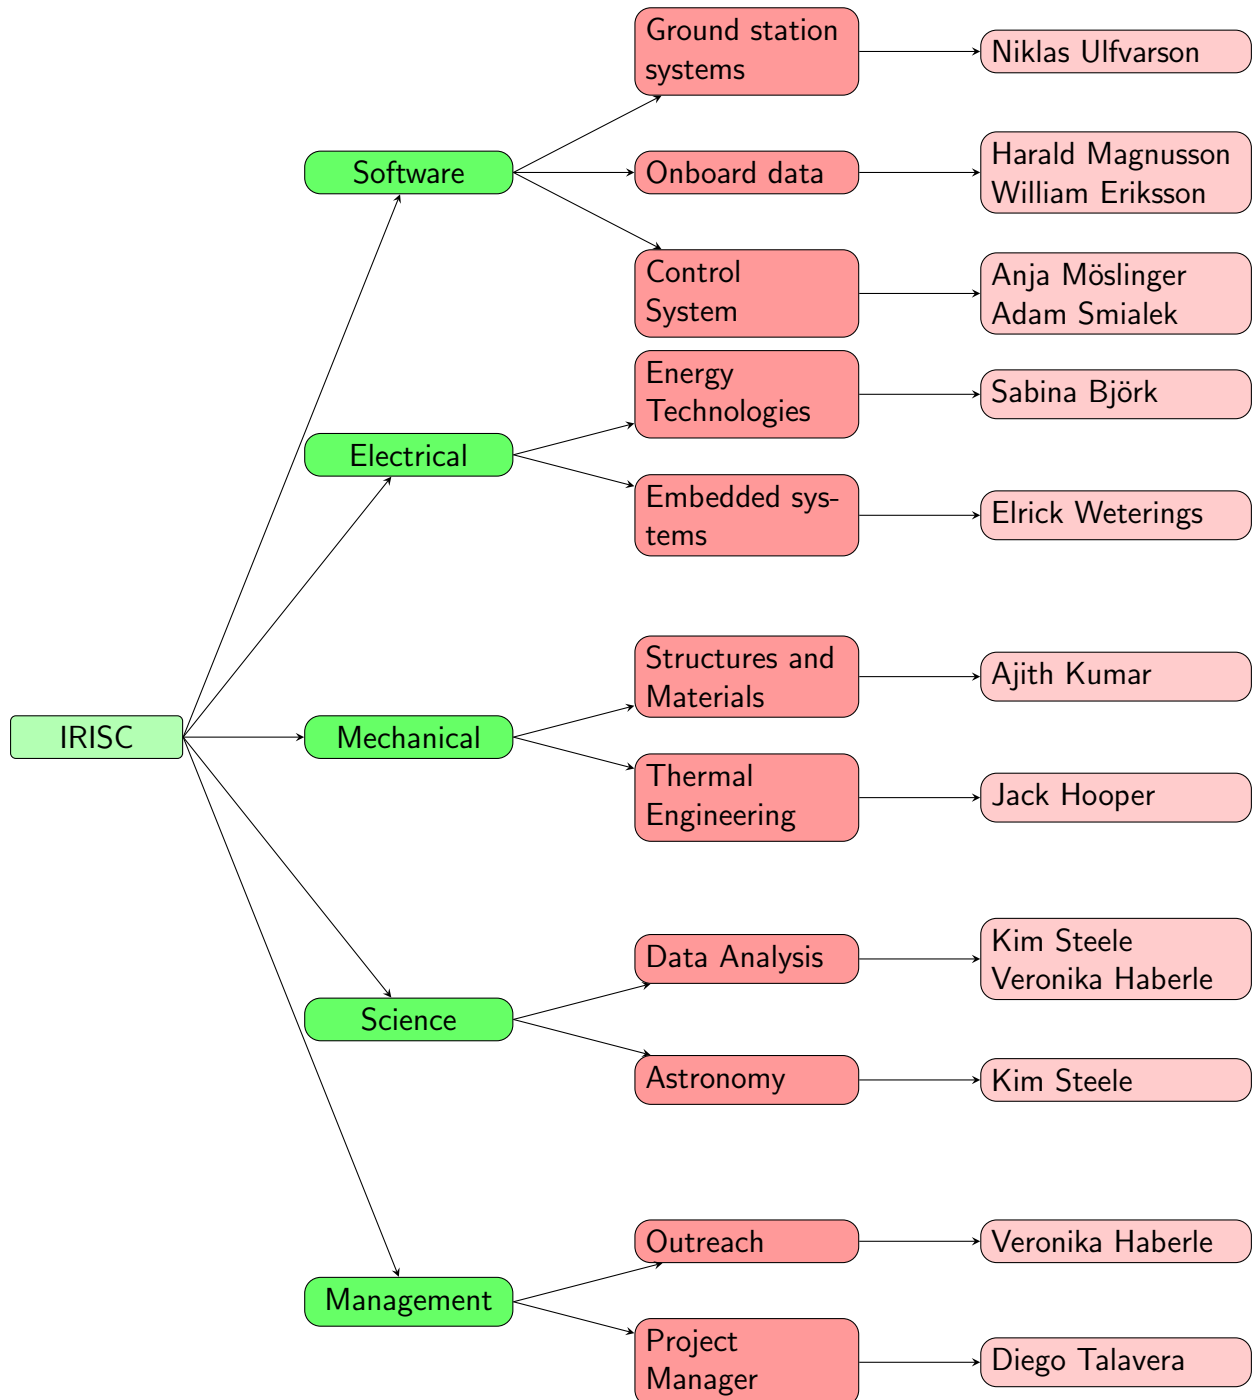 Ground station
systems
Niklas Ulfvarson
Software
Onboard data
Harald Magnusson
William Eriksson
Control
System
Anja Möslinger
Adam Smialek
Energy
Technologies
Sabina Björk
Electrical
Embedded sys-
tems
Elrick Weterings
IRISC
Structures and
Materials
Ajith Kumar
Mechanical
Thermal
Engineering
Jack Hooper
Data Analysis
Kim Steele
Veronika Haberle
Science
Astronomy
Kim Steele
Outreach
Veronika Haberle
Management
Project
Manager
Diego Talavera